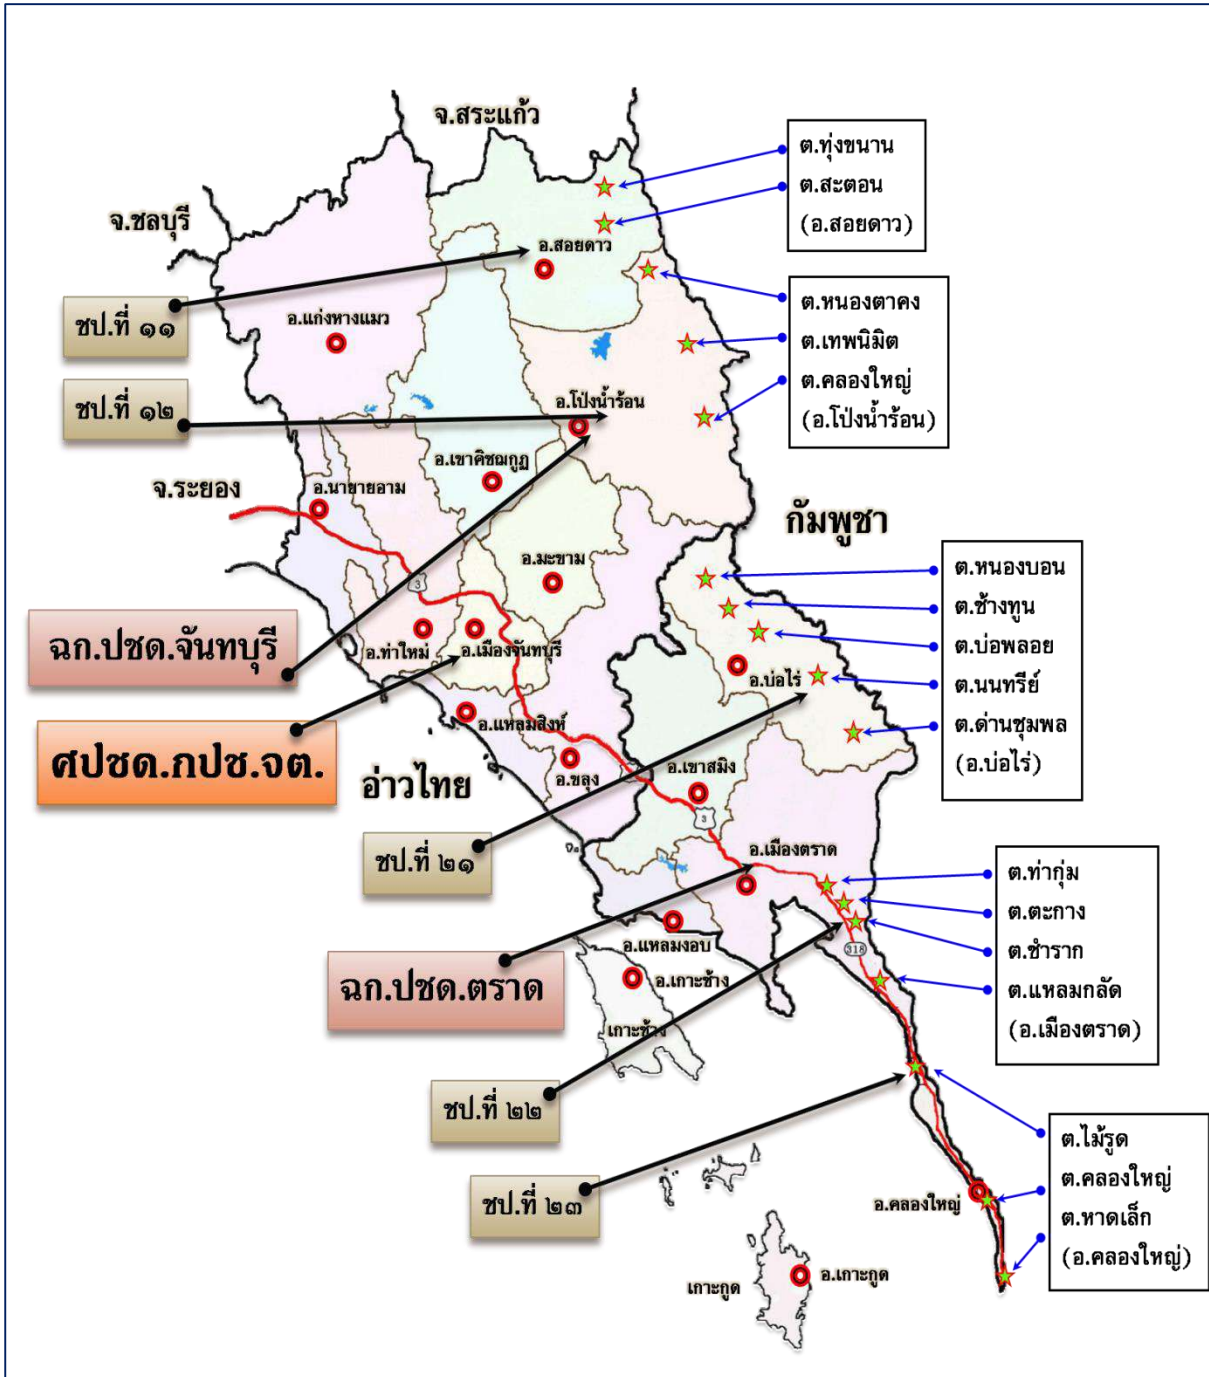 จ.สระแก้ว
ต.ทุ่งขนาน
ต.สะตอน
(อ.สอยดาว)
จ.ชลบุรี
อ.สอยดาว
ชป.ที่ ๑๑
อ.แก่งหางแมว
ต.หนองตาคง
ต.เทพนิมิต
ต.คลองใหญ่
(อ.โป่งน้ำร้อน)
ชป.ที่ ๑๒
อ.โป่งน้ำร้อน
อ.เขาคิชฌกูฏ
จ.ระยอง
อ.นายายอาม
กัมพูชา
อ.มะขาม
3
ต.หนองบอน
ต.ช้างทูน
ต.บ่อพลอย
ต.นนทรีย์
ต.ด่านชุมพล
(อ.บ่อไร่)
ฉก.ปชด.จันทบุรี
อ.ท่าใหม่
อ.เมืองจันทบุรี
อ.บ่อไร่
อ.แหลมสิงห์
ศปชด.กปช.จต.
อ่าวไทย
อ.ขลุง
อ.เขาสมิง
3
ชป.ที่ ๒๑
อ.เมืองตราด
ต.ท่ากุ่ม
ต.ตะกาง
ต.ชำราก
ต.แหลมกลัด
(อ.เมืองตราด)
318
อ.แหลมงอบ
ฉก.ปชด.ตราด
อ.เกาะช้าง
เกาะช้าง
ชป.ที่ ๒๒
ต.ไม้รูด
ต.คลองใหญ่
ต.หาดเล็ก
(อ.คลองใหญ่)
ชป.ที่ ๒๓
อ.คลองใหญ่
เกาะกูด
อ.เกาะกูด